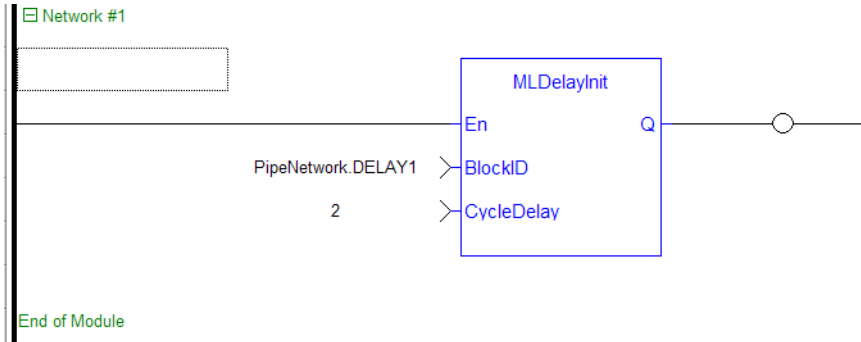 Network #1
MLDelayInit
En Q
PipeNetwork.DELAY1 BlockID
2 CycleDelay
End of Module